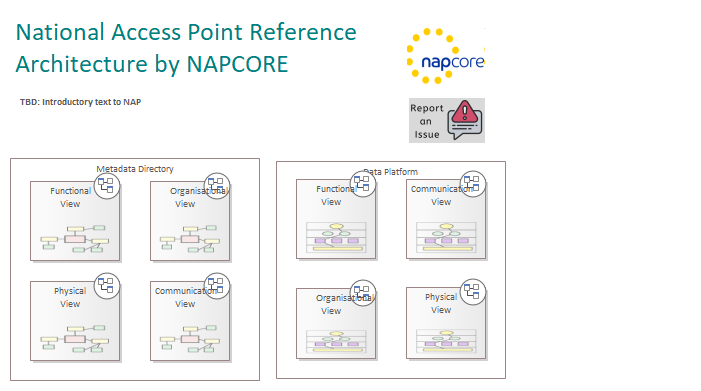 National Access Point Reference
Architecture by NAPCORE
napcore
TBD: Introductory text to NAP
Report
an
Issue
Metadata Directory
Functional
View
Organisational
View
Physical
View
Communication
View
Data Platform
Functional
View
Communication
View
Organisational
View
Physical
View